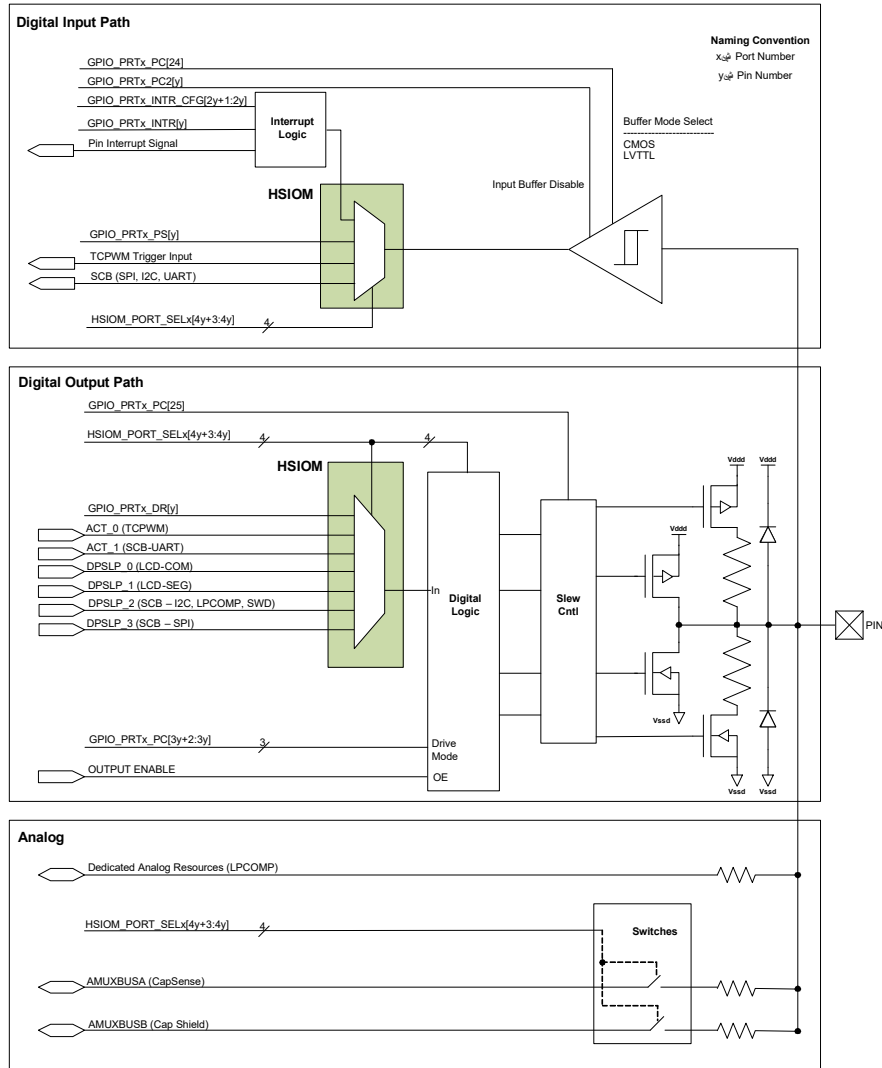 Digital Input Path
Naming Convention
GPIO_PRTx_PC[24]
x Port Number
GPIO_PRTx_PC2[y]
y Pin Number
GPIO_PRTx_INTR_CFG[2y+1:2y]
GPIO_PRTx_INTR[y]
Interrupt
Logic
Buffer Mode Select
Pin Interrupt Signal
CMOS
LVTTL
Input Buffer Disable
HSIOM
GPIO_PRTx_PS[y]
TCPWM Trigger Input
SCB (SPI, I2C, UART)
HSIOM_PORT_SELx[4y+3:4y]
4
Digital Output Path
GPIO_PRTx_PC[25]
HSIOM_PORT_SELx[4y+3:4y]
4
4
HSIOM
Vddd
Vddd
GPIO_PRTx_DR[y]
ACT_0 (TCPWM)
Vddd
ACT_1 (SCB-UART)
DPSLP_0 (LCD-COM)
DPSLP_1 (LCD-SEG)
In
Digital
Logic
Slew
Cntl
DPSLP_2 (SCB – I2C, LPCOMP, SWD)
DPSLP_3 (SCB – SPI)
PIN
Vssd
GPIO_PRTx_PC[3y+2:3y]
3
Drive
Mode
OUTPUT ENABLE
OE
Vssd
Vssd
Analog
Dedicated Analog Resources (LPCOMP)
HSIOM_PORT_SELx[4y+3:4y]
4
Switches
AMUXBUSA (CapSense)
AMUXBUSB (Cap Shield)